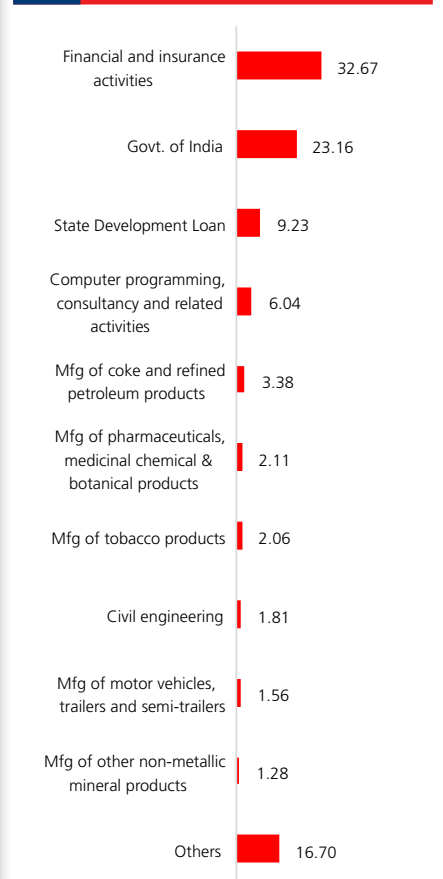 Financial and insurance
activities
32.67
Govt. of India
23.16
State Development Loan
9.23
Computer programming,
consultancy and related
activities
6.04
Mfg of coke and refined
petroleum products
3.38
Mfg of pharmaceuticals,
medicinal chemical &
botanical products
2.11
Mfg of tobacco products
2.06
Civil engineering
1.81
Mfg of motor vehicles,
trailers and semi-trailers
1.56
Mfg of other non-metallic
mineral products
1.28
Others
16.70